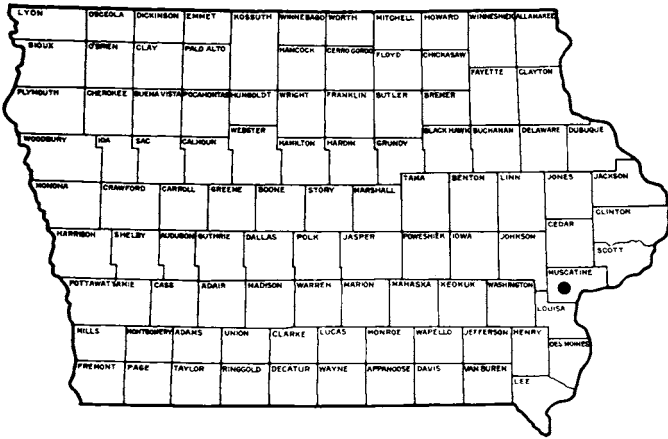 LYON OSCEOLA DICKINSON EMMET KOSSUTH WINNEBAGO WORTH MITCHELL HOWARD WINNESHIEK ALLAMAKEE
SIOUX O'BRIEN CLAY PALO ALTO HANCOCK CERRO GORDO FLOYD CHICKASAW
FAYETTE CLAYTON
PLYMOUTH CHEROKEE BUENA VISTA POCAHONTAS HUMBOLDT WRIGHT FRANKLIN BUTLER BREMER
WOODBURY IDA SAC CALHOUN WEBSTER HAMILTON HARDIN GRUNDY BLACK HAWK BUCHANAN DELAWARE DUBUQUE
MONONA CRAWFORD CARROLL GREENE BOONE STORY MARSHALL TAMA BENTON LINN JONES JACKSON
CLINTON
CEDAR
HARRISON SHELBY AUDUBON GUTHRIE DALLAS POLK JASPER POWESHIEK IOWA JOHNSON
SCOTT
MUSCATINE
POTTAWATTAMIE CASS ADAIR MADISON WARREN MARION MAHASKA KEOKUK WASHINGTON
LOUISA
MILLS MONTGOMERY ADAMS UNION CLARKE LUCAS MONROE WAPELLO JEFFERSON HENRY
DES MOINES
FREMONT PAGE TAYLOR RINGGOLD DECATUR WAYNE APPANOOSE DAVIS VAN BUREN
LEE